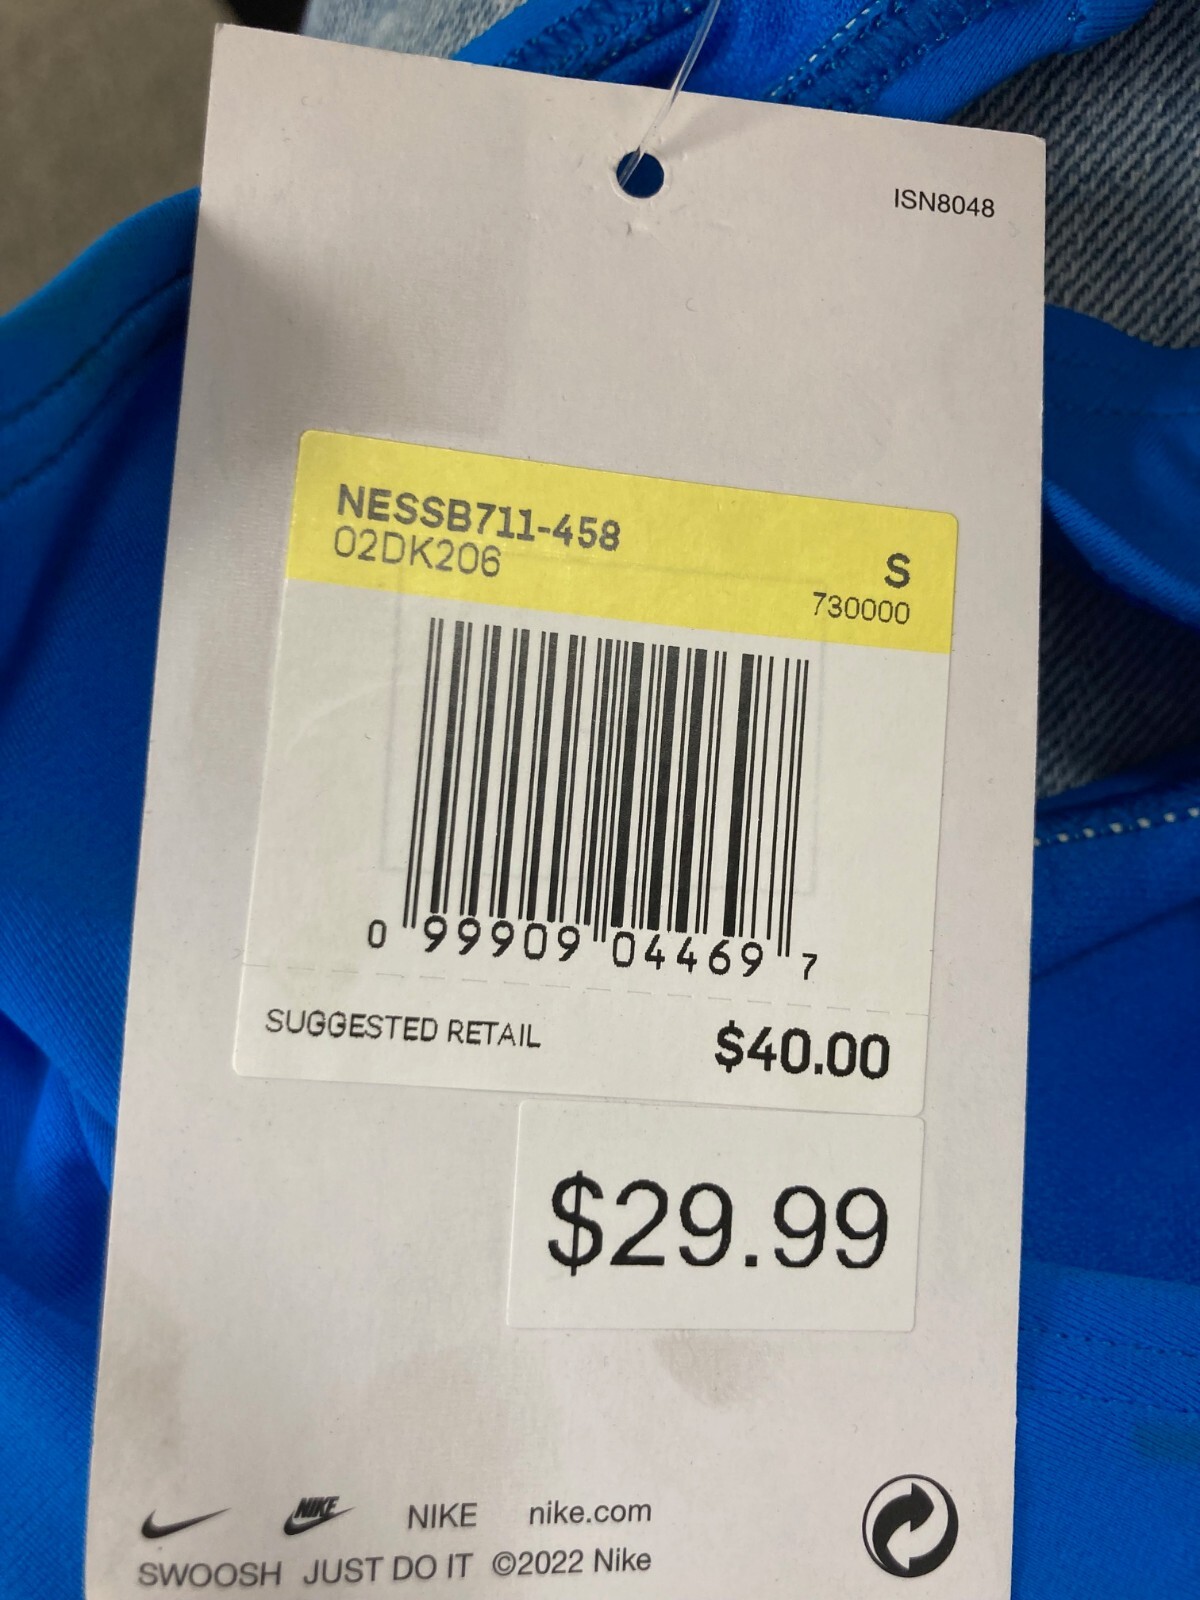 ISN8048
NESSB711-458
02DK206
S
730000
0 99909 04469 7
SUGGESTED RETAIL $40.00
$29.99
NIKE NIKE nike.com
SWOOSH JUST DO IT ©2022 Nike